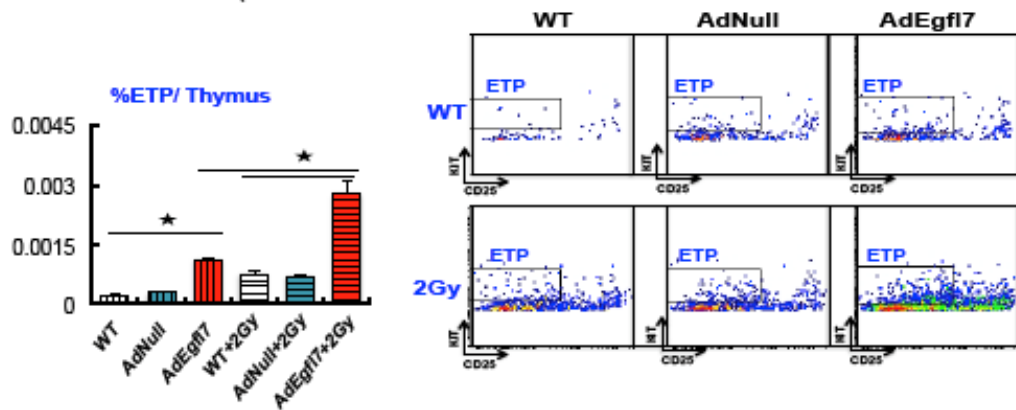 %ETP/ Thymus
0.0045
0.003
0.0015
0
WT
AdNull
AdEgfl7
WT+2Gy
AdNull+2Gy
AdEgfl7+2Gy
WT AdNull AdEgfl7
WT
ETP ETP ETP
KIT KIT KIT
CD25 CD25 CD25
2Gy
ETP ETP ETP
KIT KIT KIT
CD25 CD25 CD25